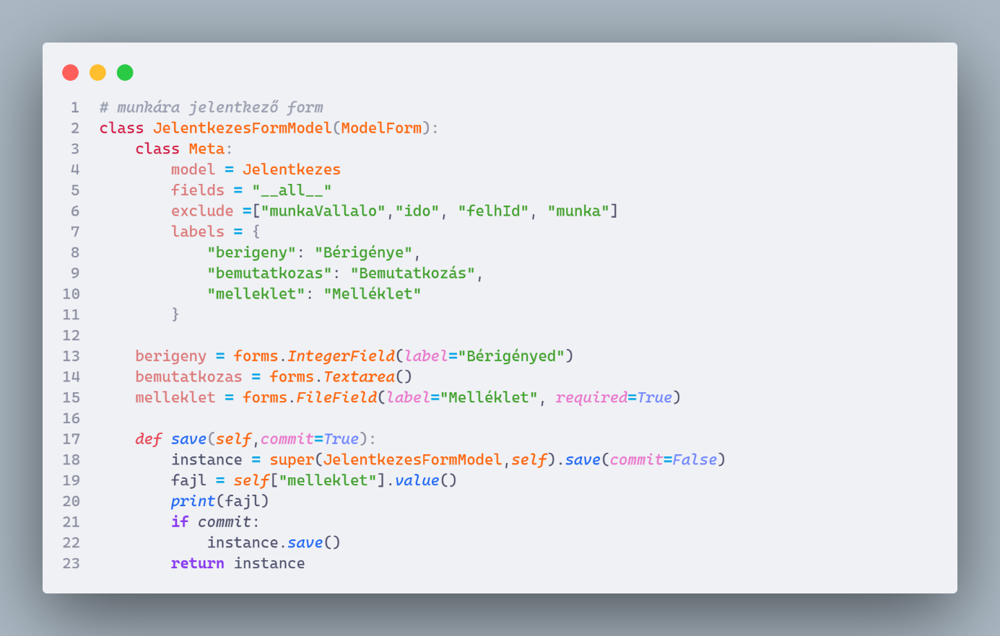 1 # munkára jelentkező form
2 class JelentkezesFormModel(ModelForm):
3     class Meta:
4         model = Jelentkezes
5         fields = "__all__"
6         exclude =["munkaVallalo","ido", "felhId", "munka"]
7         labels = {
8             "berigeny": "Bérigénye",
9             "bemutatkozas": "Bemutatkozás",
10             "melleklet": "Melléklet"
11         }
12
13     berigeny = forms.IntegerField(label="Bérigényed")
14     bemutatkozas = forms.Textarea()
15     melleklet = forms.FileField(label="Melléklet", required=True)
16
17     def save(self,commit=True):
18         instance = super(JelentkezesFormModel,self).save(commit=False)
19         fajl = self["melleklet"].value()
20         print(fajl)
21         if commit:
22             instance.save()
23         return instance